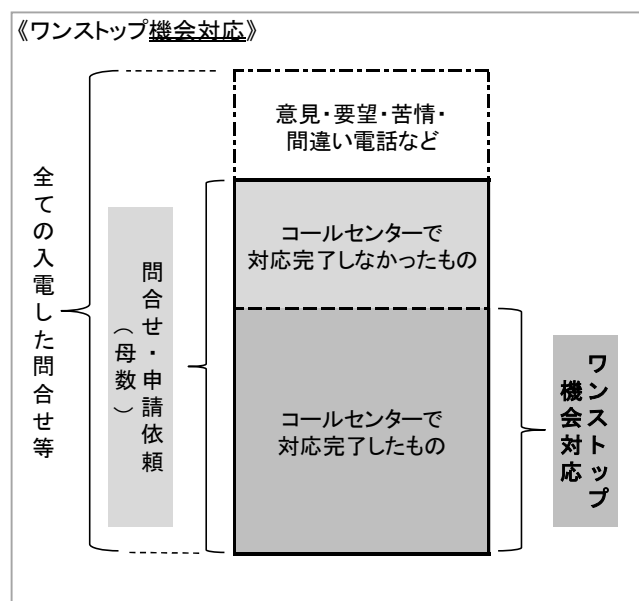 《ワンストップ機会対応》
意見・要望・苦情・
間違い電話など
全ての入電した問合せ等
問合せ・申請依頼
（母数）
コールセンターで
対応完了しなかったもの
コールセンターで
対応完了したもの
ワンストップ
機会対応